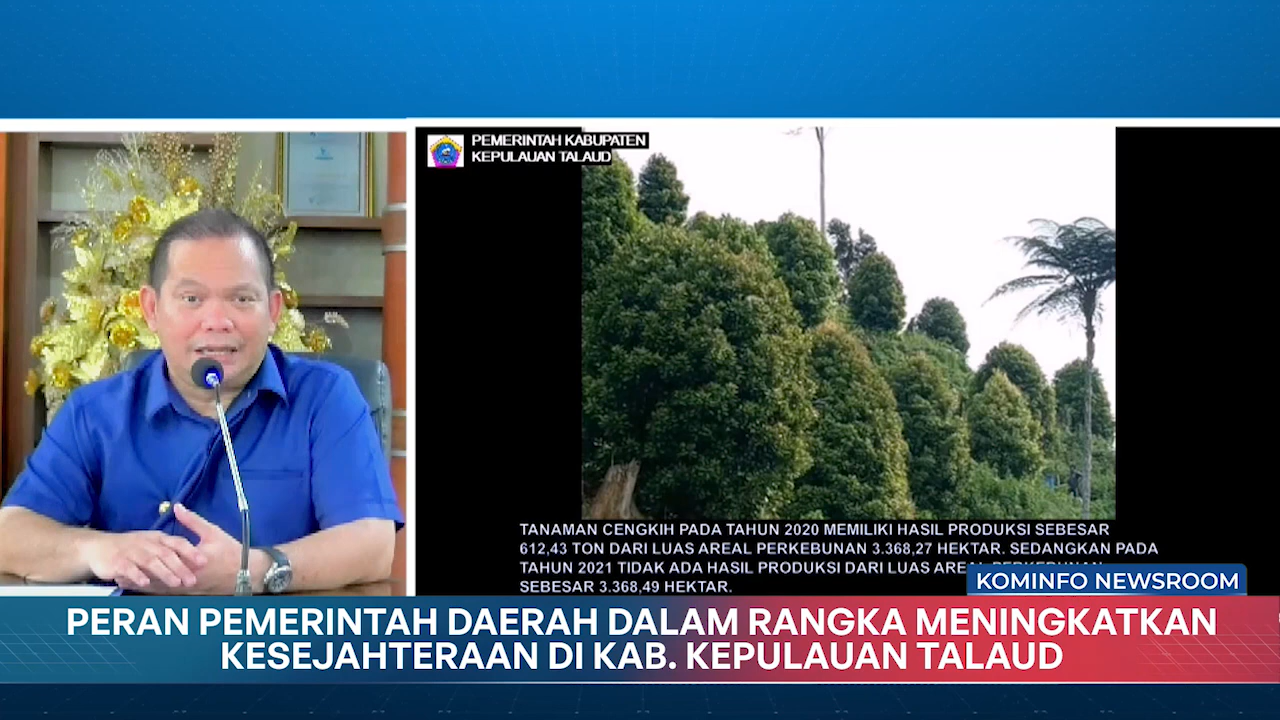 PEMERINTAH KABUPATEN
KEPULAUAN TALAUD
TANAMAN CENGKIH PADA TAHUN 2020 MEMILIKI HASIL PRODUKSI SEBESAR
612,43 TON DARI LUAS AREAL PERKEBUNAN 3.368,27 HEKTAR. SEDANGKAN PADA
TAHUN 2021 TIDAK ADA HASIL PRODUKSI DARI LUAS AREAL PERKEBUNAN
SEBESAR 3.368,49 HEKTAR.
KOMINFO NEWSROOM
PERAN PEMERINTAH DAERAH DALAM RANGKA MENINGKATKAN
KESEJAHTERAAN DI KAB. KEPULAUAN TALAUD